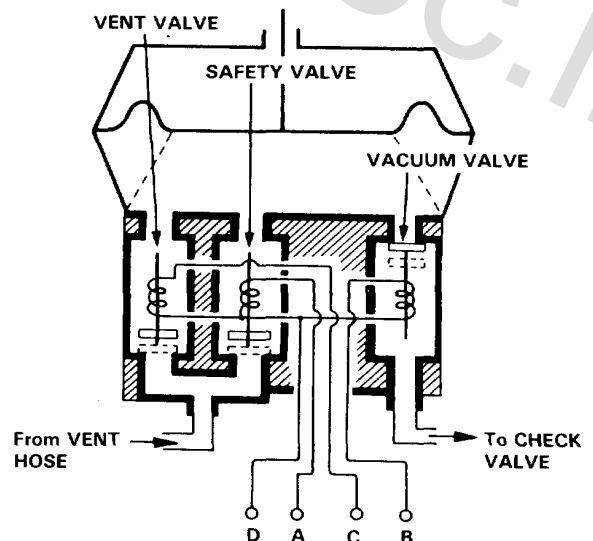 VENT VALVE
SAFETY VALVE
VACUUM VALVE
From VENT
HOSE
To CHECK
VALVE
D A C B